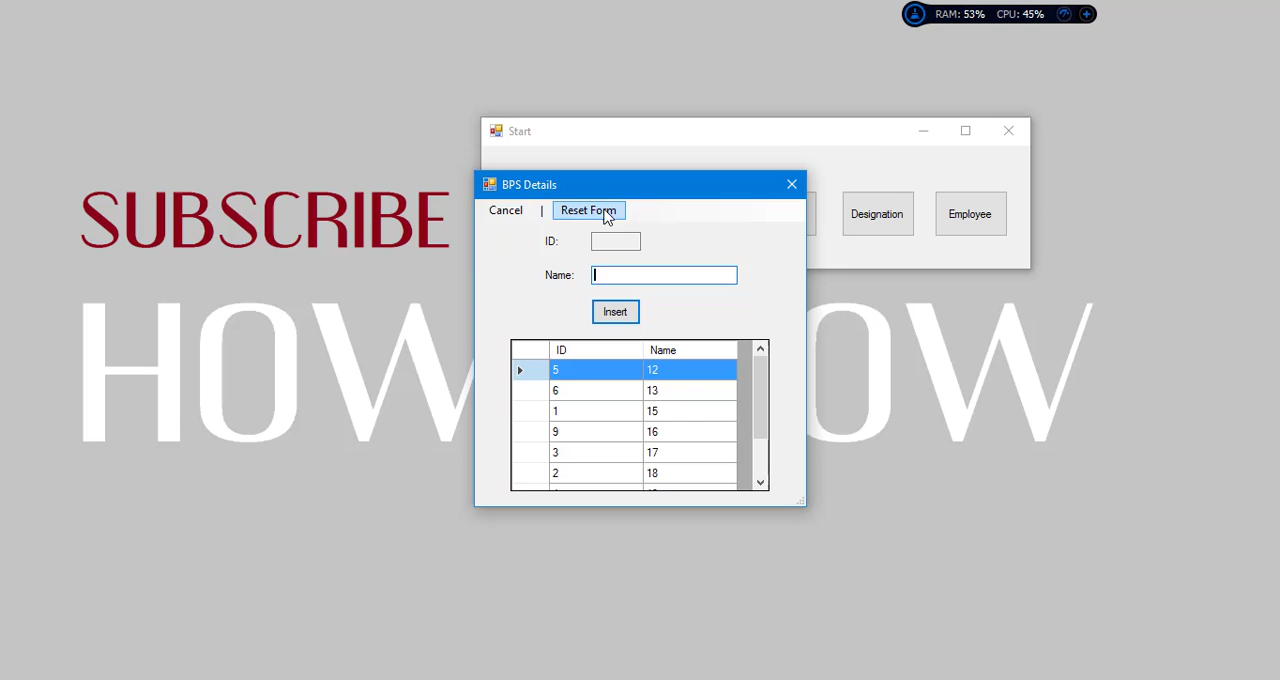 RAM: 53% CPU: 45%
Start
SUBSCRIBE
BPS Details
Cancel | Reset Form
Designation
Employee
ID:
Name:
HOW OW
Insert
ID Name
5 12
6 13
1 15
9 16
3 17
2 18